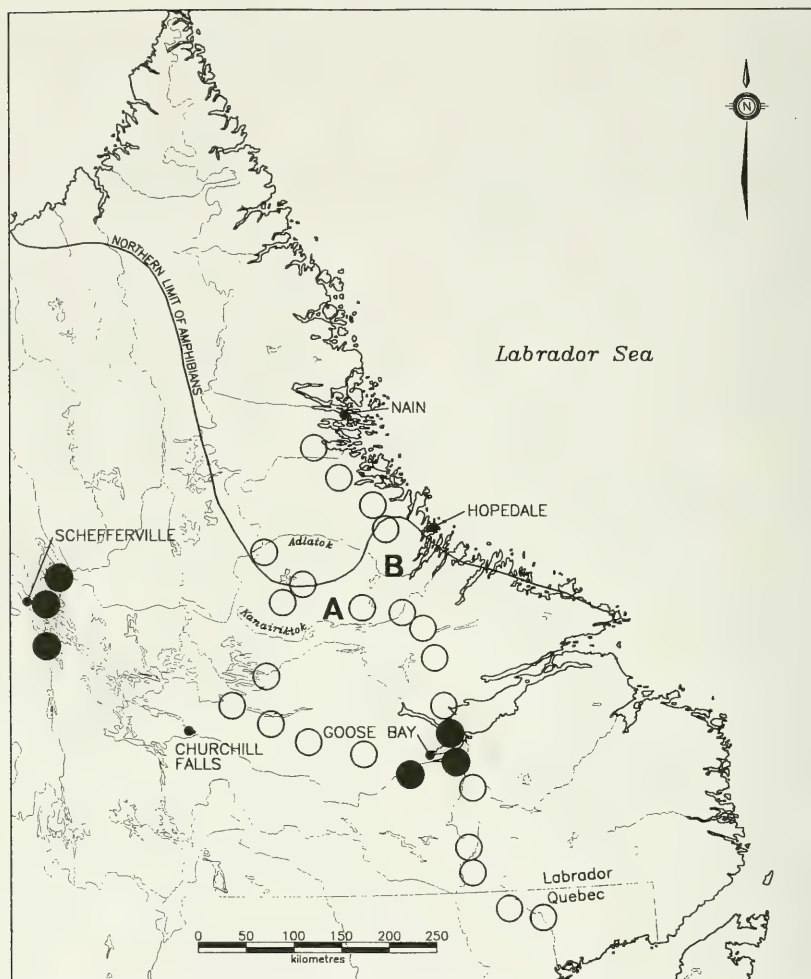 N
NORTHERN LIMIT OF AMPHIBIANS
Labrador Sea
NAIN
HOPEDALE
SCHEFFERVILLE
Adlatok
B
A
Kanairiktok
GOOSE BAY
CHURCHILL
FALLS
Labrador
Quebec
0 50 100 150 200 250
kilometres